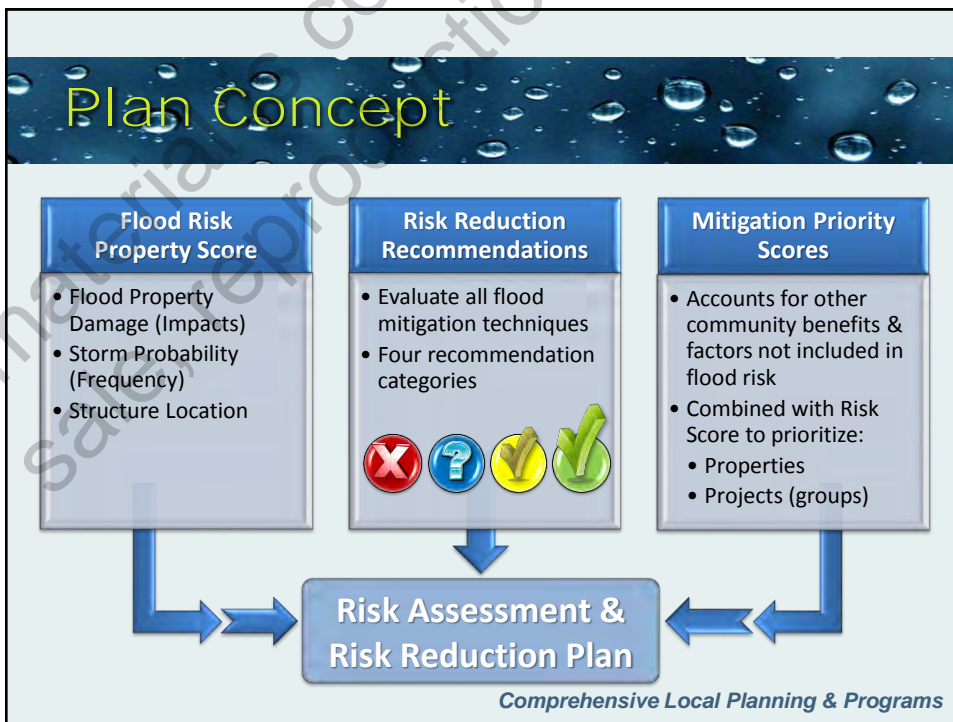 Plan Concept
Flood Risk
Property Score
• Flood Property
Damage (Impacts)
• Storm Probability
(Frequency)
• Structure Location
Risk Reduction
Recommendations
• Evaluate all flood
mitigation techniques
• Four recommendation
categories
Mitigation Priority
Scores
• Accounts for other
community benefits &
factors not included in
flood risk
• Combined with Risk
Score to prioritize:
• Properties
• Projects (groups)
Risk Assessment &
Risk Reduction Plan
Comprehensive Local Planning & Programs
materials
sale, reproduction